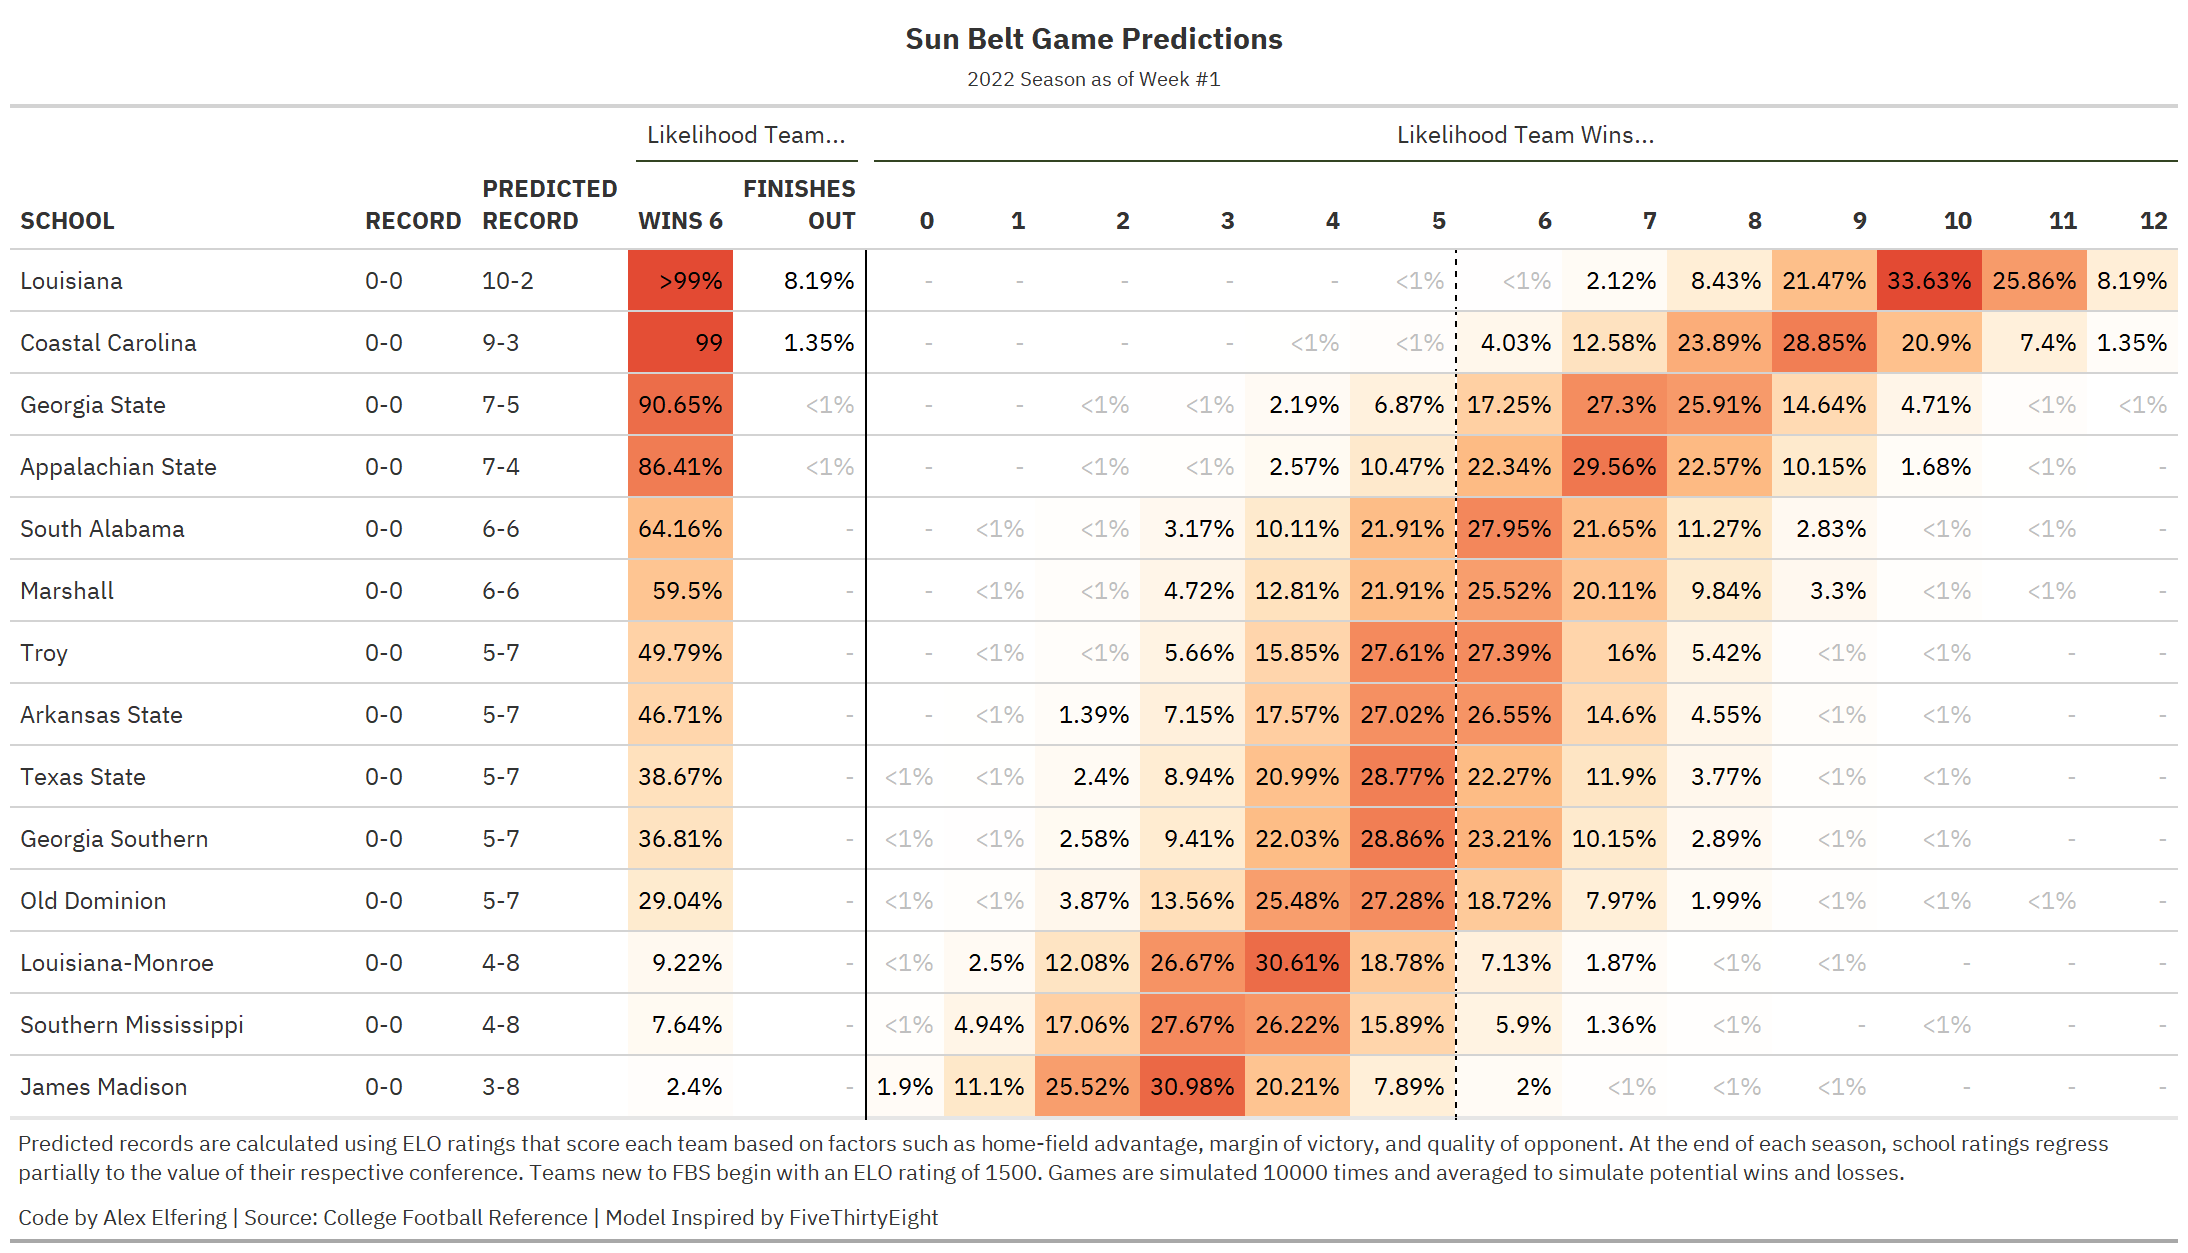 Sun Belt Game Predictions
2022 Season as of Week #1
Likelihood Team... Likelihood Team Wins...
SCHOOL RECORD PREDICTED RECORD WINS 6 FINISHES OUT 0 1 2 3 4 5 6 7 8 9 10 11 12
Louisiana 0-0 10-2 >99% 8.19% - - - - - <1% <1% 2.12% 8.43% 21.47% 33.63% 25.86% 8.19%
Coastal Carolina 0-0 9-3 99 1.35% - - - - <1% <1% 4.03% 12.58% 23.89% 28.85% 20.9% 7.4% 1.35%
Georgia State 0-0 7-5 90.65% <1% - - <1% <1% 2.19% 6.87% 17.25% 27.3% 25.91% 14.64% 4.71% <1% <1%
Appalachian State 0-0 7-4 86.41% <1% - - <1% <1% 2.57% 10.47% 22.34% 29.56% 22.57% 10.15% 1.68% <1% -
South Alabama 0-0 6-6 64.16% - - <1% <1% 3.17% 10.11% 21.91% 27.95% 21.65% 11.27% 2.83% <1% <1% -
Marshall 0-0 6-6 59.5% - - <1% <1% 4.72% 12.81% 21.91% 25.52% 20.11% 9.84% 3.3% <1% <1% -
Troy 0-0 5-7 49.79% - - <1% <1% 5.66% 15.85% 27.61% 27.39% 16% 5.42% <1% <1% - -
Arkansas State 0-0 5-7 46.71% - - <1% 1.39% 7.15% 17.57% 27.02% 26.55% 14.6% 4.55% <1% <1% - -
Texas State 0-0 5-7 38.67% - <1% <1% 2.4% 8.94% 20.99% 28.77% 22.27% 11.9% 3.77% <1% <1% - -
Georgia Southern 0-0 5-7 36.81% - <1% <1% 2.58% 9.41% 22.03% 28.86% 23.21% 10.15% 2.89% <1% <1% - -
Old Dominion 0-0 5-7 29.04% - <1% <1% 3.87% 13.56% 25.48% 27.28% 18.72% 7.97% 1.99% <1% <1% <1% -
Louisiana-Monroe 0-0 4-8 9.22% - <1% 2.5% 12.08% 26.67% 30.61% 18.78% 7.13% 1.87% <1% <1% - - -
Southern Mississippi 0-0 4-8 7.64% - <1% 4.94% 17.06% 27.67% 26.22% 15.89% 5.9% 1.36% <1% - <1% - -
James Madison 0-0 3-8 2.4% - 1.9% 11.1% 25.52% 30.98% 20.21% 7.89% 2% <1% <1% <1% - - -
Predicted records are calculated using ELO ratings that score each team based on factors such as home-field advantage, margin of victory, and quality of opponent. At the end of each season, school ratings regress
partially to the value of their respective conference. Teams new to FBS begin with an ELO rating of 1500. Games are simulated 10000 times and averaged to simulate potential wins and losses.
Code by Alex Elfering | Source: College Football Reference | Model Inspired by FiveThirtyEight